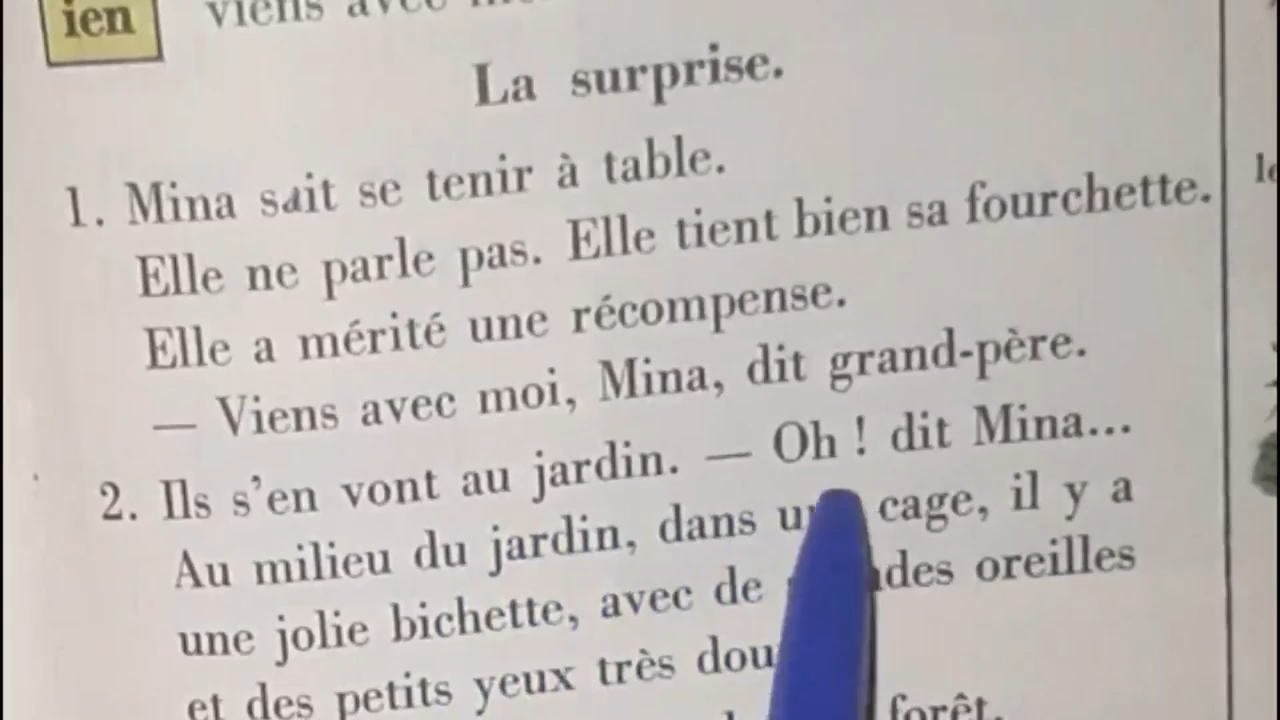 ien viens avec
La surprise.
1. Mina sait se tenir à table.
Elle ne parle pas. Elle tient bien sa fourchette.
Elle a mérité une récompense.
— Viens avec moi, Mina, dit grand-père.
2. Ils s'en vont au jardin. — Oh ! dit Mina...
Au milieu du jardin, dans cage, il y a
une jolie bichette, avec de oreilles
et des petits yeux très
forêt.